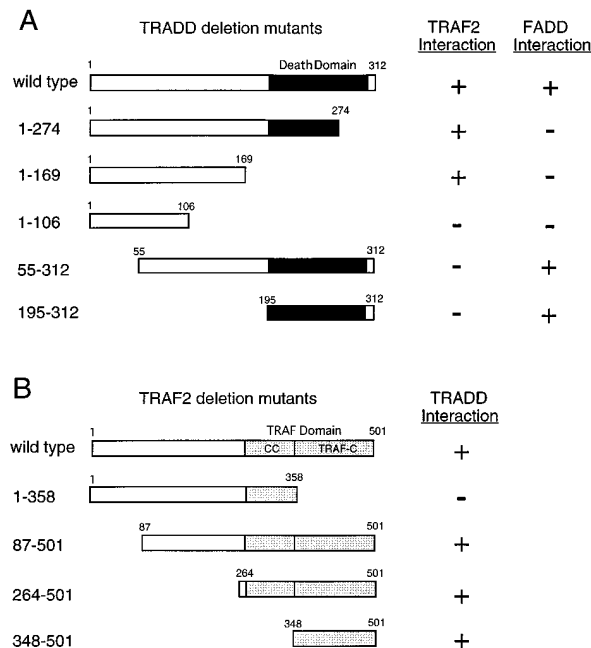 A
TRADD deletion mutants
TRAF2 Interaction
FADD Interaction
wild type 1 Death Domain 312 + +
1-274 1 274 + -
1-169 1 169 + -
1-106 1 106 - -
55-312 55 312 - +
195-312 195 312 - +
B
TRAF2 deletion mutants
TRADD Interaction
wild type 1 TRAF Domain 501 CC TRAF-C +
1-358 1 358 -
87-501 87 501 +
264-501 264 501 +
348-501 348 501 +